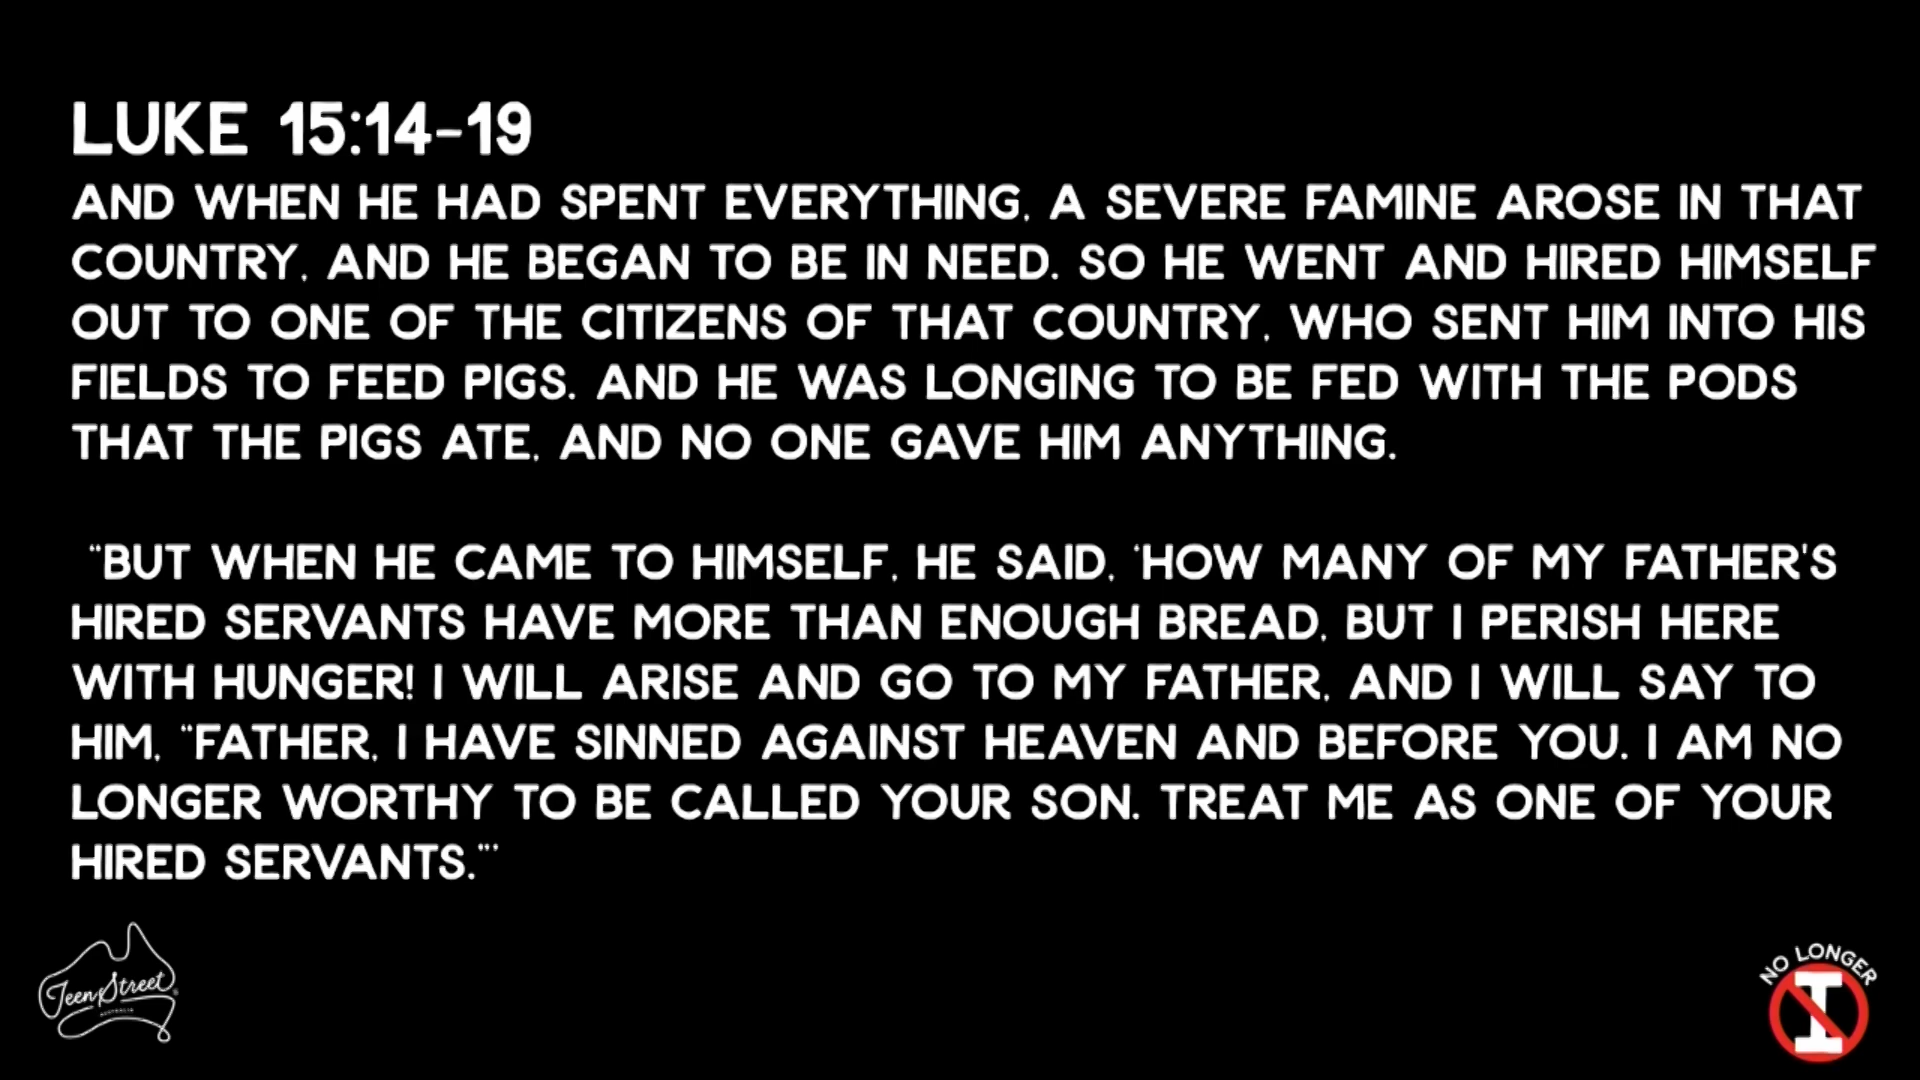 LUKE 15:14-19
AND WHEN HE HAD SPENT EVERYTHING, A SEVERE FAMINE AROSE IN THAT
COUNTRY, AND HE BEGAN TO BE IN NEED. SO HE WENT AND HIRED HIMSELF
OUT TO ONE OF THE CITIZENS OF THAT COUNTRY, WHO SENT HIM INTO HIS
FIELDS TO FEED PIGS. AND HE WAS LONGING TO BE FED WITH THE PODS
THAT THE PIGS ATE, AND NO ONE GAVE HIM ANYTHING.
“BUT WHEN HE CAME TO HIMSELF, HE SAID, ‘HOW MANY OF MY FATHER'S
HIRED SERVANTS HAVE MORE THAN ENOUGH BREAD, BUT I PERISH HERE
WITH HUNGER! I WILL ARISE AND GO TO MY FATHER, AND I WILL SAY TO
HIM, “FATHER, I HAVE SINNED AGAINST HEAVEN AND BEFORE YOU. I AM NO
LONGER WORTHY TO BE CALLED YOUR SON. TREAT ME AS ONE OF YOUR
HIRED SERVANTS.”’
TeenStreet
AUSTRALIA
NO LONGER
I